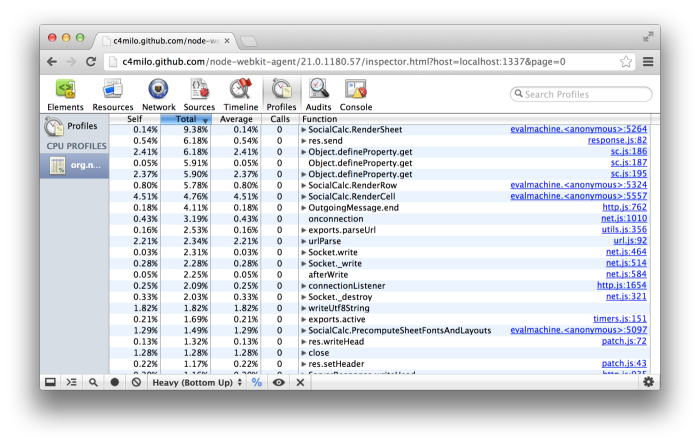 c4milo.github.com/node-we
c4milo.github.com/node-webkit-agent/21.0.1180.57/inspector.html?host=localhost:1337&page=0
Elements Resources Network Sources Timeline Profiles Audits Console
Search Profiles
Profiles
CPU PROFILES
org.n...
Self Total Average Calls Function
0.14% 9.38% 0.14% 0 SocialCalc.RenderSheet evalmachine.<anonymous>:5264
0.54% 6.18% 0.54% 0 res.send response.js:82
2.41% 6.18% 2.41% 0 Object.defineProperty.get sc.js:186
0.05% 5.91% 0.05% 0 Object.defineProperty.get sc.js:187
2.37% 5.90% 2.37% 0 Object.defineProperty.get sc.js:195
0.80% 5.78% 0.80% 0 SocialCalc.RenderRow evalmachine.<anonymous>:5324
4.51% 4.76% 4.51% 0 SocialCalc.RenderCell evalmachine.<anonymous>:5557
0.18% 4.11% 0.18% 0 OutgoingMessage.end http.js:762
0.43% 3.19% 0.43% 0 onconnection net.js:1010
0.16% 2.53% 0.16% 0 exports.parseUrl utils.js:356
2.21% 2.34% 2.21% 0 urlParse url.js:92
0.03% 2.31% 0.03% 0 Socket.write net.js:464
0.28% 2.28% 0.28% 0 Socket._write net.js:514
0.05% 2.25% 0.05% 0 afterWrite net.js:584
0.25% 2.09% 0.25% 0 connectionListener http.js:1654
0.33% 2.03% 0.33% 0 Socket._destroy net.js:321
1.82% 1.82% 1.82% 0 writeUtf8String
0.21% 1.69% 0.21% 0 exports.active timers.js:151
1.29% 1.49% 1.29% 0 SocialCalc.PrecomputeSheetFontsAndLayouts evalmachine.<anonymous>:5097
0.13% 1.32% 0.13% 0 res.writeHead patch.js:72
1.28% 1.28% 1.28% 0 close
0.22% 1.17% 0.22% 0 res.setHeader patch.js:43
Heavy (Bottom Up) %